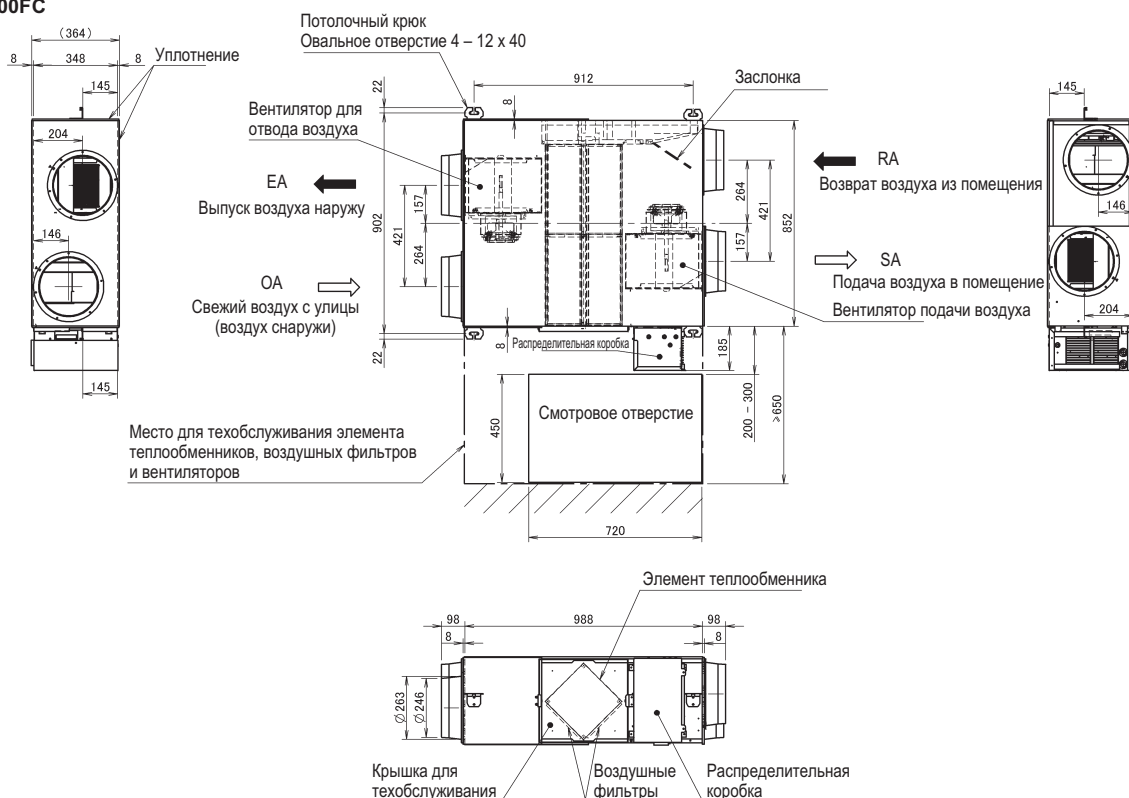 00FC
Потолочный крюк
Овальное отверстие 4 – 12 x 40
(364)
8 348 8
145
Уплотнение
204
146
145
22
912
8
Заслонка
Вентилятор для
отвода воздуха
EA
Выпуск воздуха наружу
OA
Свежий воздух с улицы
(воздух снаружи)
902
421
157
264
22
8
264
421
157
852
RA
Возврат воздуха из помещения
SA
Подача воздуха в помещение
Вентилятор подачи воздуха
145
146
204
Распределительная коробка
185
200 – 300
≥650
450
Смотровое отверстие
720
Место для техобслуживания элемента
теплообменников, воздушных фильтров
и вентиляторов
Элемент теплообменника
98 988 98
8 8
∅263
∅246
Крышка для
техобслуживания
Воздушные
фильтры
Распределительная
коробка